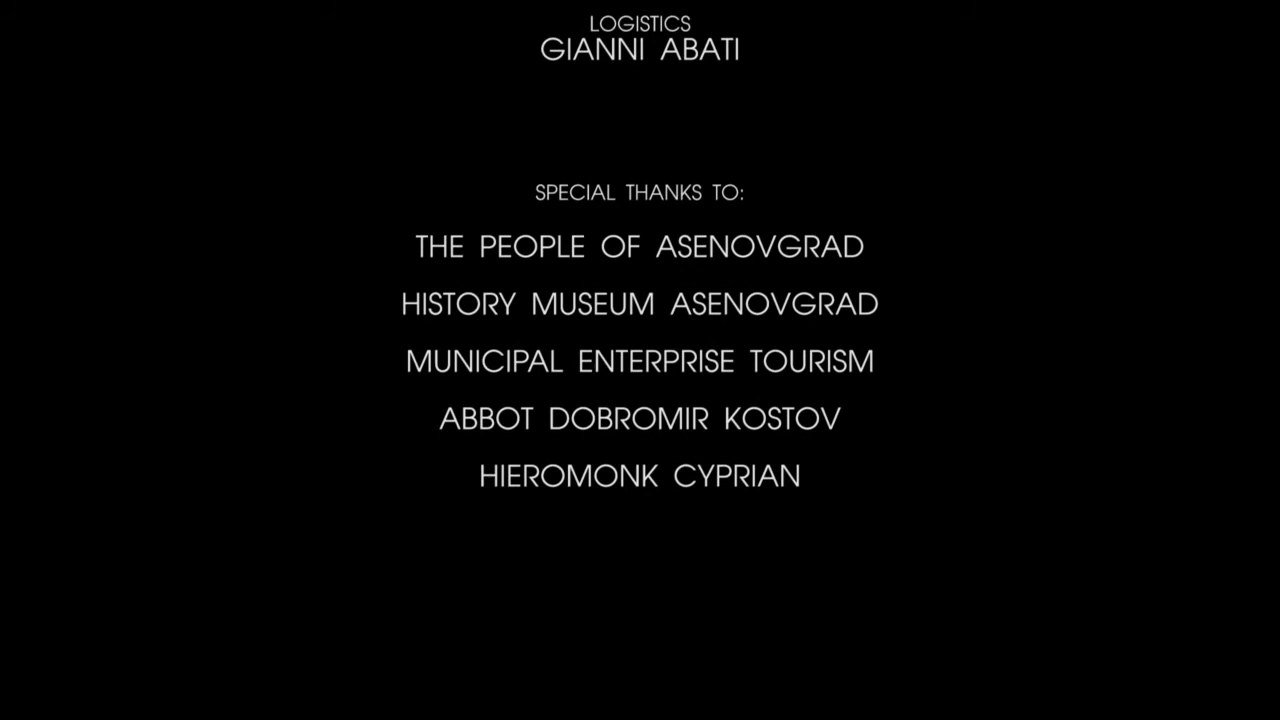 LOGISTICS
GIANNI ABATI
SPECIAL THANKS TO:
THE PEOPLE OF ASENOVGRAD
HISTORY MUSEUM ASENOVGRAD
MUNICIPAL ENTERPRISE TOURISM
ABBOT DOBROMIR KOSTOV
HIEROMONK CYPRIAN